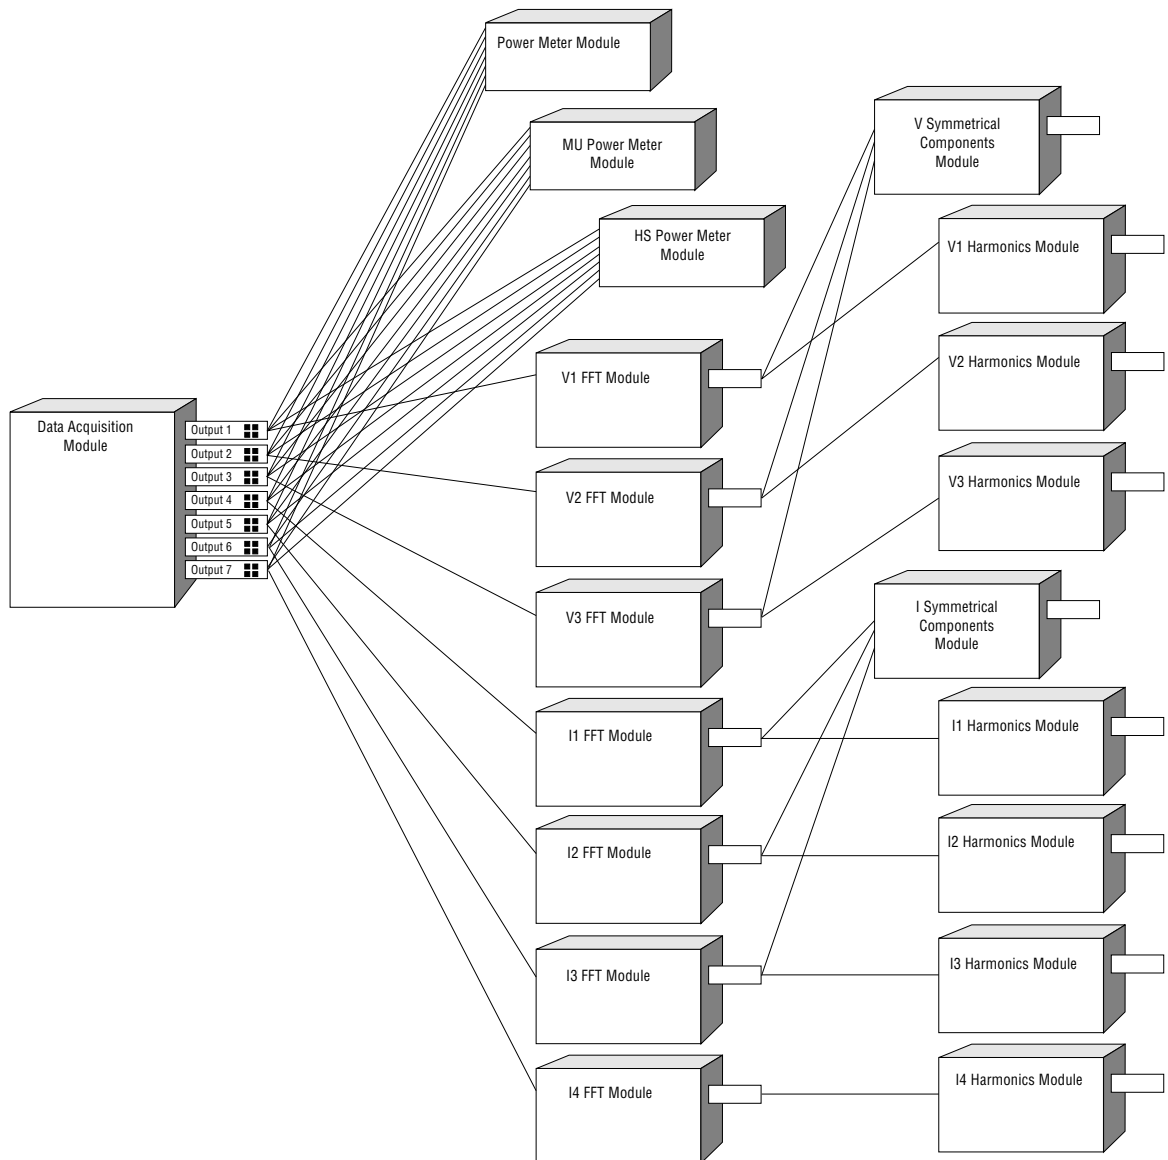 Power Meter Module
MU Power Meter
Module
HS Power Meter
Module
V Symmetrical
Components
Module
V1 Harmonics Module
V2 Harmonics Module
V3 Harmonics Module
Data Acquisition
Module
Output 1
Output 2
Output 3
Output 4
Output 5
Output 6
Output 7
V1 FFT Module
V2 FFT Module
V3 FFT Module
I1 FFT Module
I2 FFT Module
I3 FFT Module
I4 FFT Module
I Symmetrical
Components
Module
I1 Harmonics Module
I2 Harmonics Module
I3 Harmonics Module
I4 Harmonics Module